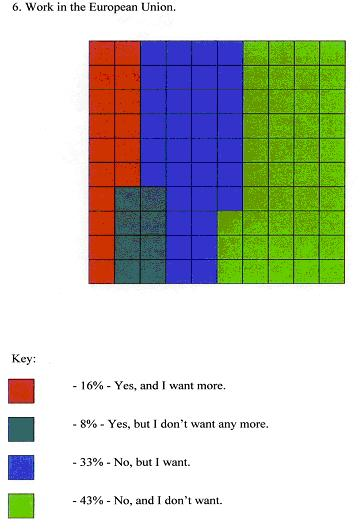 6. Work in the European Union.
Key:
- 16% - Yes, and I want more.
- 8% - Yes, but I don't want any more.
- 33% - No, but I want.
- 43% - No, and I don't want.